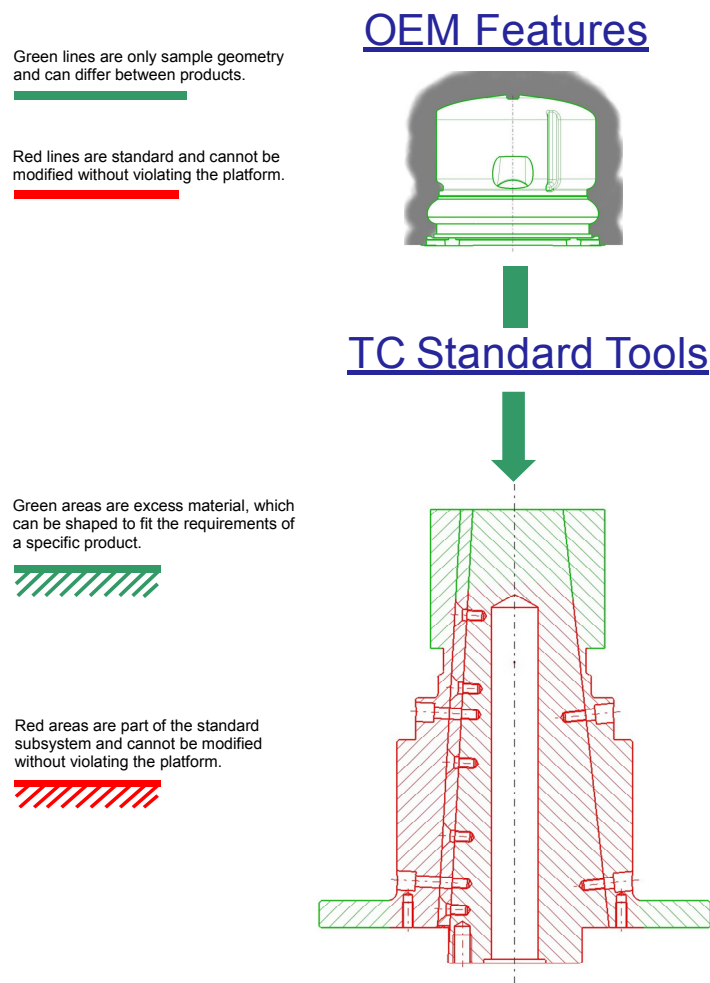 OEM Features
Green lines are only sample geometry
and can differ between products.
Red lines are standard and cannot be
modified without violating the platform.
TC Standard Tools
Green areas are excess material, which
can be shaped to fit the requirements of
a specific product.
Red areas are part of the standard
subsystem and cannot be modified
without violating the platform.